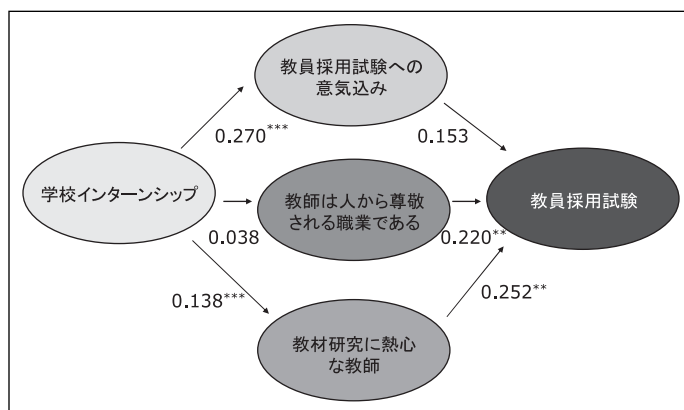 教員採用試験への
意気込み
0.270***
0.153
学校インターンシップ
教師は人から尊敬
される職業である
教員採用試験
0.038
0.220**
0.138***
0.252**
教材研究に熱心
な教師